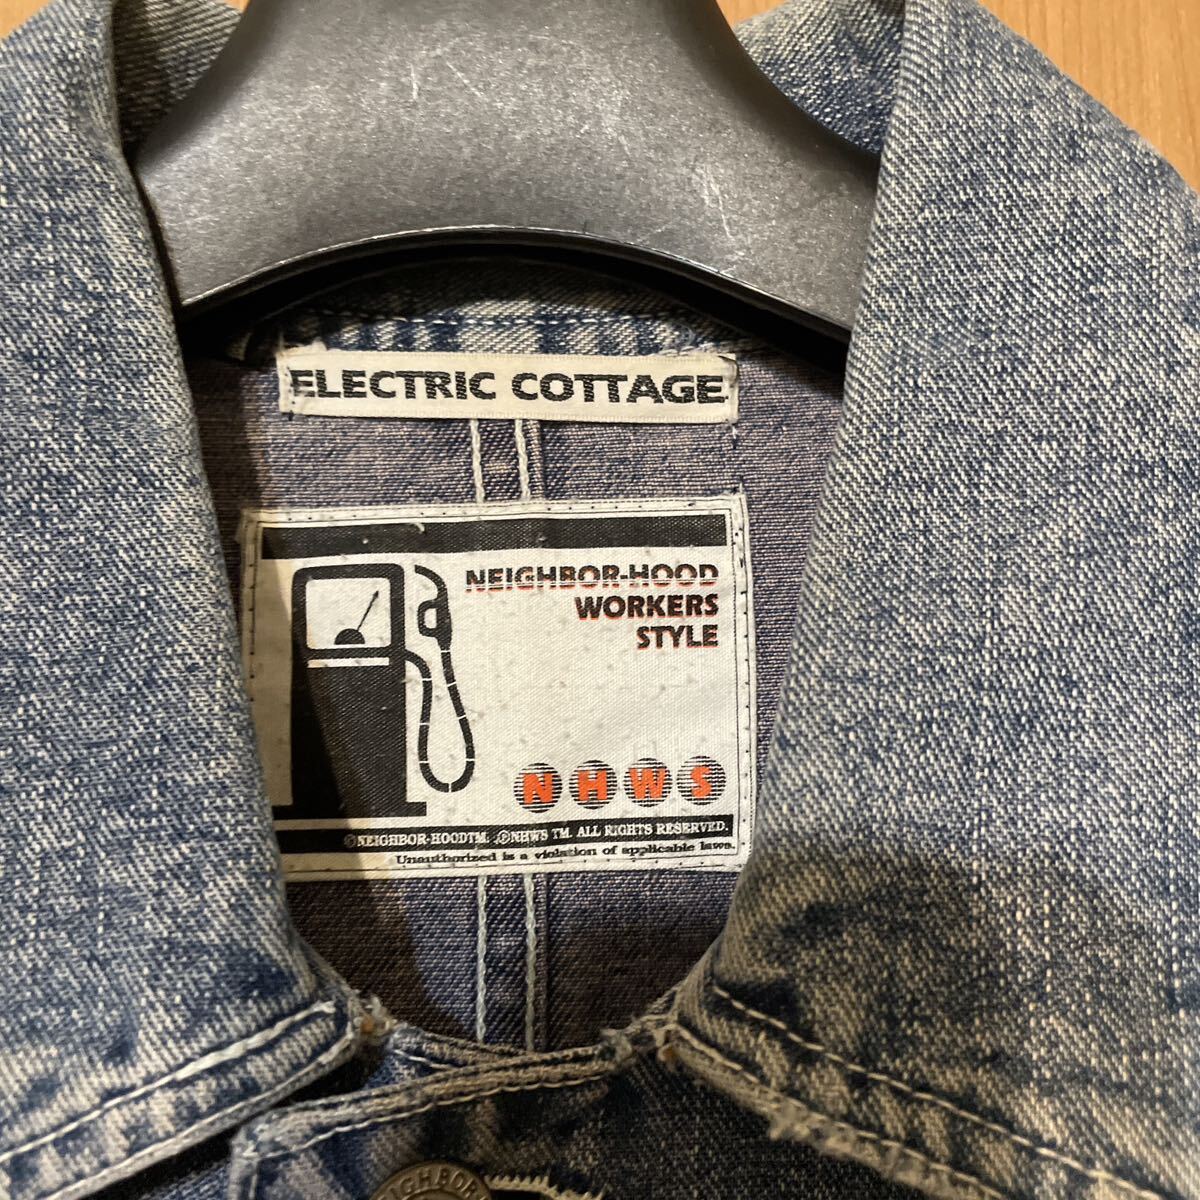 ELECTRIC COTTAGE
NEIGHBOR-HOOD
WORKERS
STYLE
NHWS
©NEIGHBOR-HOODTM. ℗NHWS TM. ALL RIGHTS RESERVED.
Unauthorized is a violation of applicable laws.
NEIGHBOR